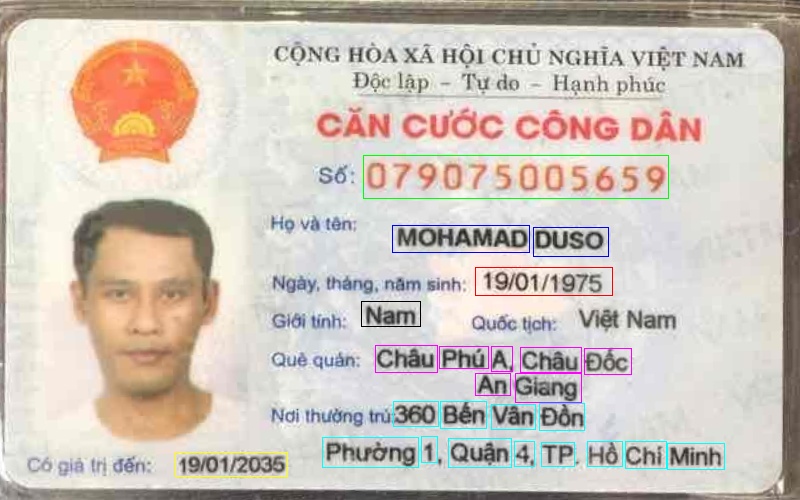 CỘNG HÒA XÃ HỘI CHỦ NGHĨA VIỆT NAM
Độc lập - Tự do - Hạnh phúc
CĂN CƯỚC CÔNG DÂN
Số: 079075005659
Họ và tên: MOHAMAD DUSO
Ngày, tháng, năm sinh: 19/01/1975
Giới tính: Nam Quốc tịch: Việt Nam
Quê quán: Châu Phú A, Châu Đốc
An Giang
Nơi thường trú: 360 Bến Vân Đồn
Phường 1, Quận 4, TP. Hồ Chí Minh
Có giá trị đến: 19/01/2035